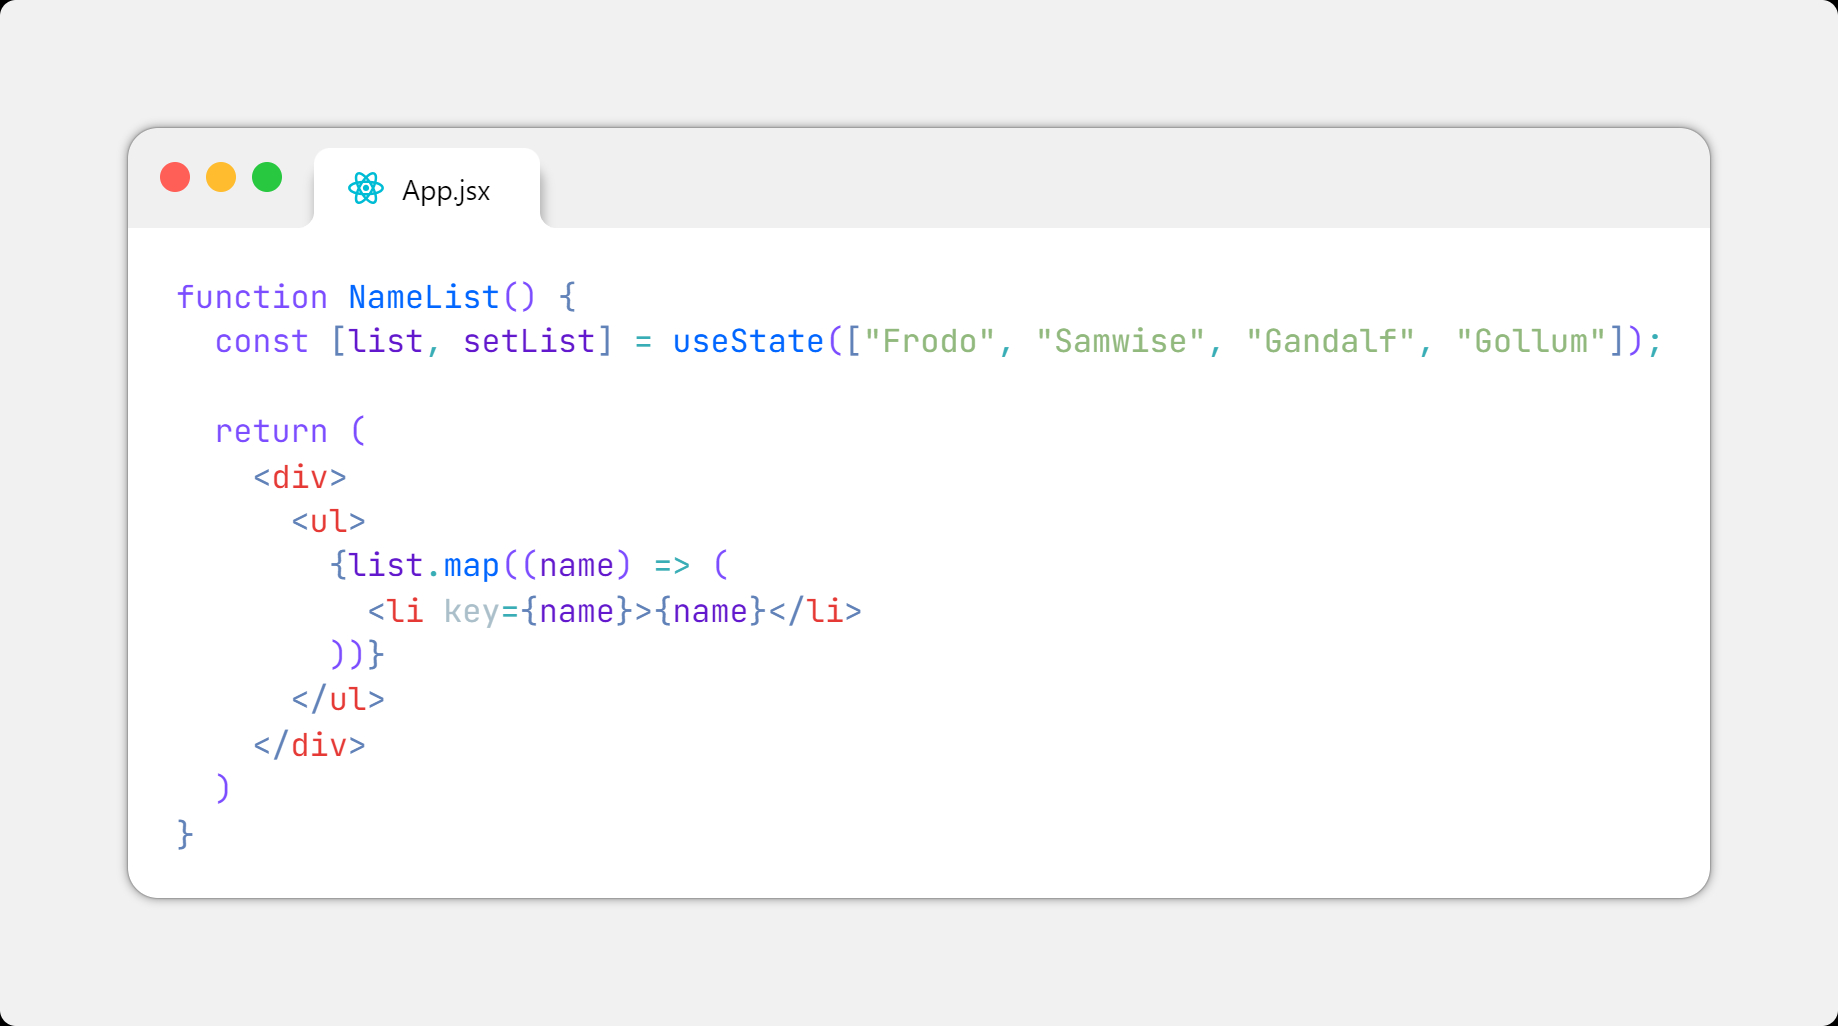 App.jsx
function NameList() {
  const [list, setList] = useState(["Frodo", "Samwise", "Gandalf", "Gollum"]);
  return (
    <div>
      <ul>
        {list.map((name) => (
          <li key={name}>{name}</li>
        ))}
      </ul>
    </div>
  )
}